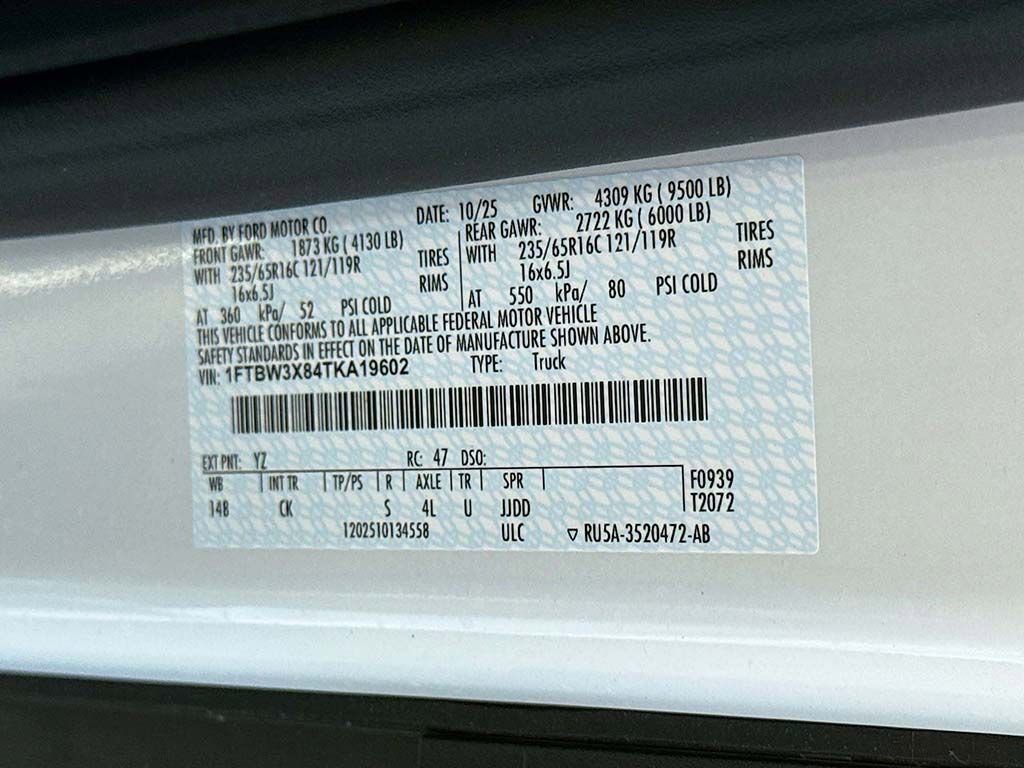 MFD. BY FORD MOTOR CO. DATE: 10/25 GVWR: 4309 KG ( 9500 LB)
FRONT GAWR: 1873 KG ( 4130 LB) REAR GAWR: 2722 KG ( 6000 LB)
WITH 235/65R16C 121/119R TIRES WITH 235/65R16C 121/119R TIRES
16x6.5J RIMS 16x6.5J RIMS
AT 360 kPa/ 52 PSI COLD AT 550 kPa/ 80 PSI COLD
THIS VEHICLE CONFORMS TO ALL APPLICABLE FEDERAL MOTOR VEHICLE
SAFETY STANDARDS IN EFFECT ON THE DATE OF MANUFACTURE SHOWN ABOVE.
VIN: 1FTBW3X84TKA19602 TYPE: Truck
EXT PNT: YZ RC: 47 DSO:
WB INT TR TP/PS R AXLE TR SPR F0939
14B CK S 4L U JJDD T2072
1202510134558 ULC ▽ RU5A-3520472-AB